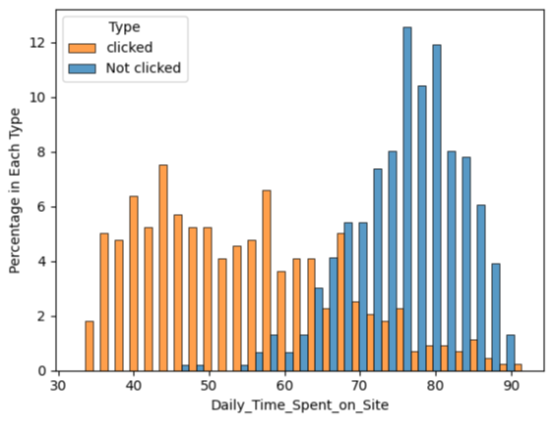 Type
clicked
Not clicked
Percentage in Each Type
12
10
8
6
4
2
0
30 40 50 60 70 80 90
Daily_Time_Spent_on_Site